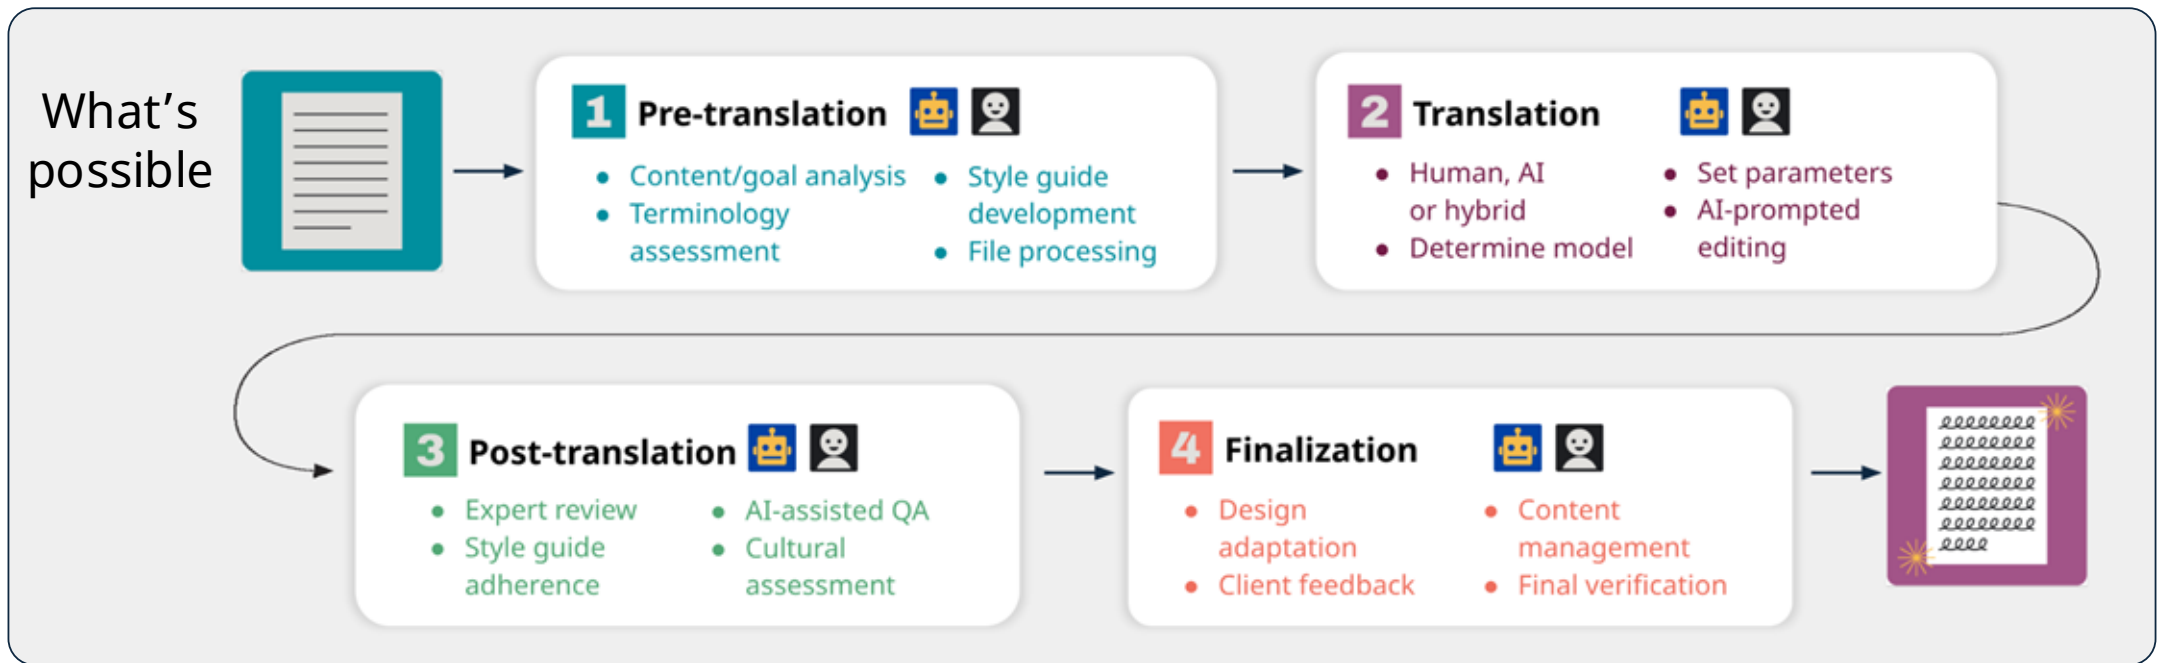 What's
possible
1 Pre-translation
• Content/goal analysis
• Terminology
assessment
• Style guide
development
• File processing
2 Translation
• Human, AI
or hybrid
• Determine model
• Set parameters
• AI-prompted
editing
3 Post-translation
• Expert review
• Style guide
adherence
• AI-assisted QA
• Cultural
assessment
4 Finalization
• Design
adaptation
• Client feedback
• Content
management
• Final verification